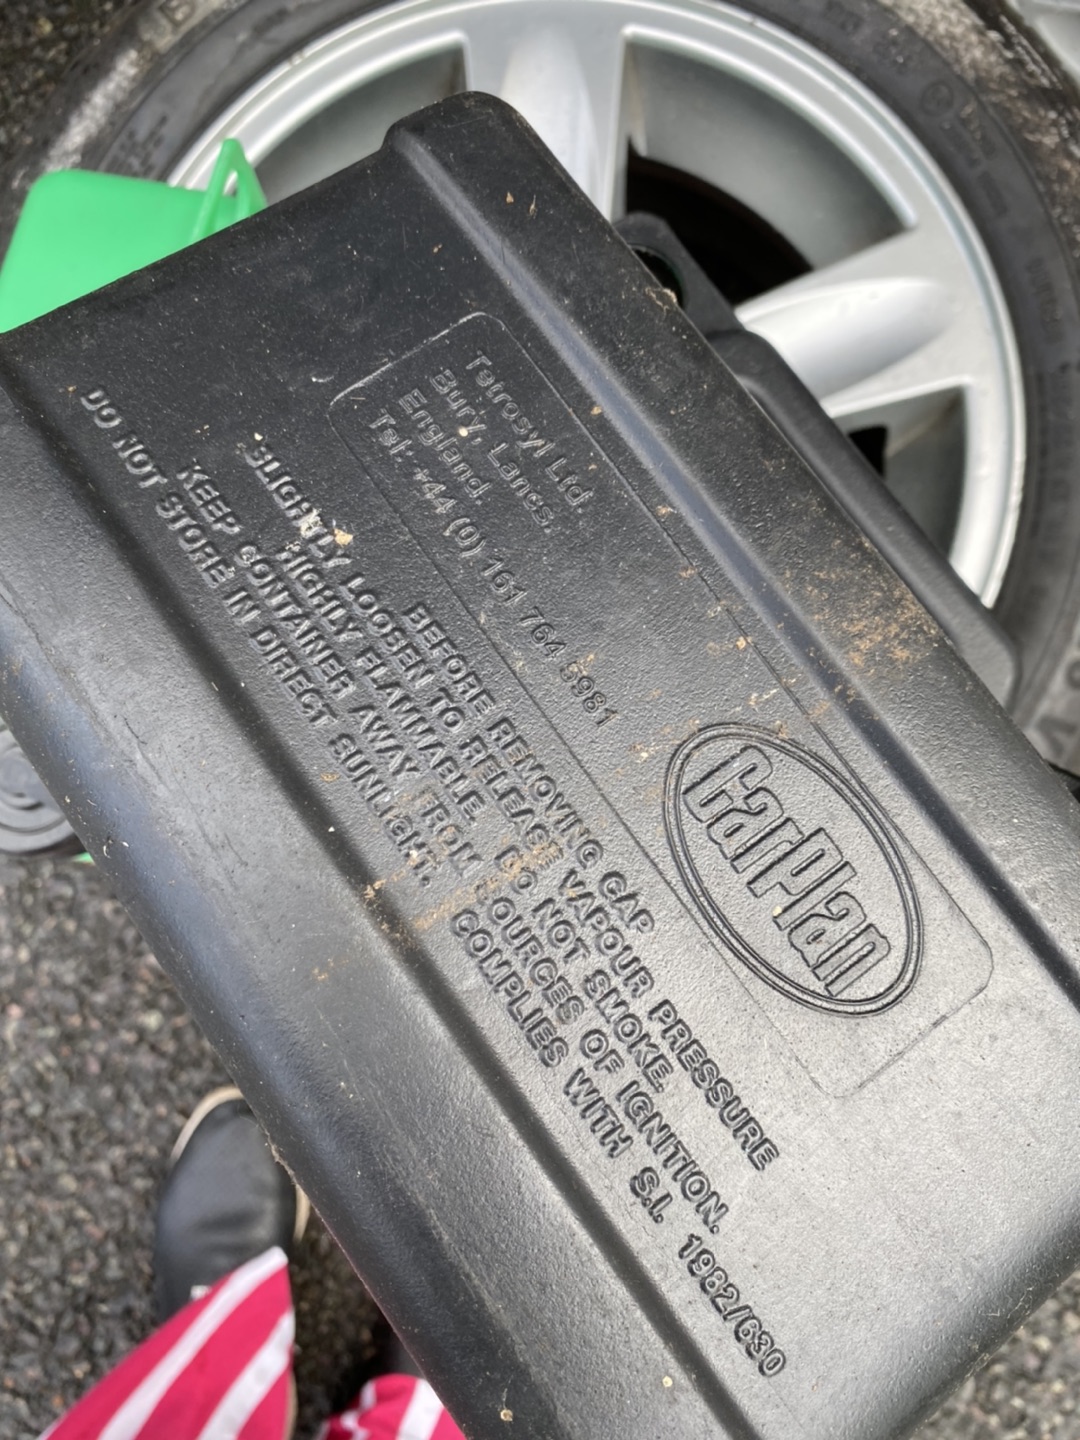 Tetrosyl Ltd.
Bury, Lancs.
England.
Tel: +44 (0) 161 764 5981
CarPlan
BEFORE REMOVING CAP
SLIGHTLY LOOSEN TO RELEASE VAPOUR PRESSURE
HIGHLY FLAMMABLE DO NOT SMOKE.
KEEP CONTAINER AWAY FROM SOURCES OF IGNITION.
DO NOT STORE IN DIRECT SUNLIGHT. COMPLIES WITH S.I. 1982/630